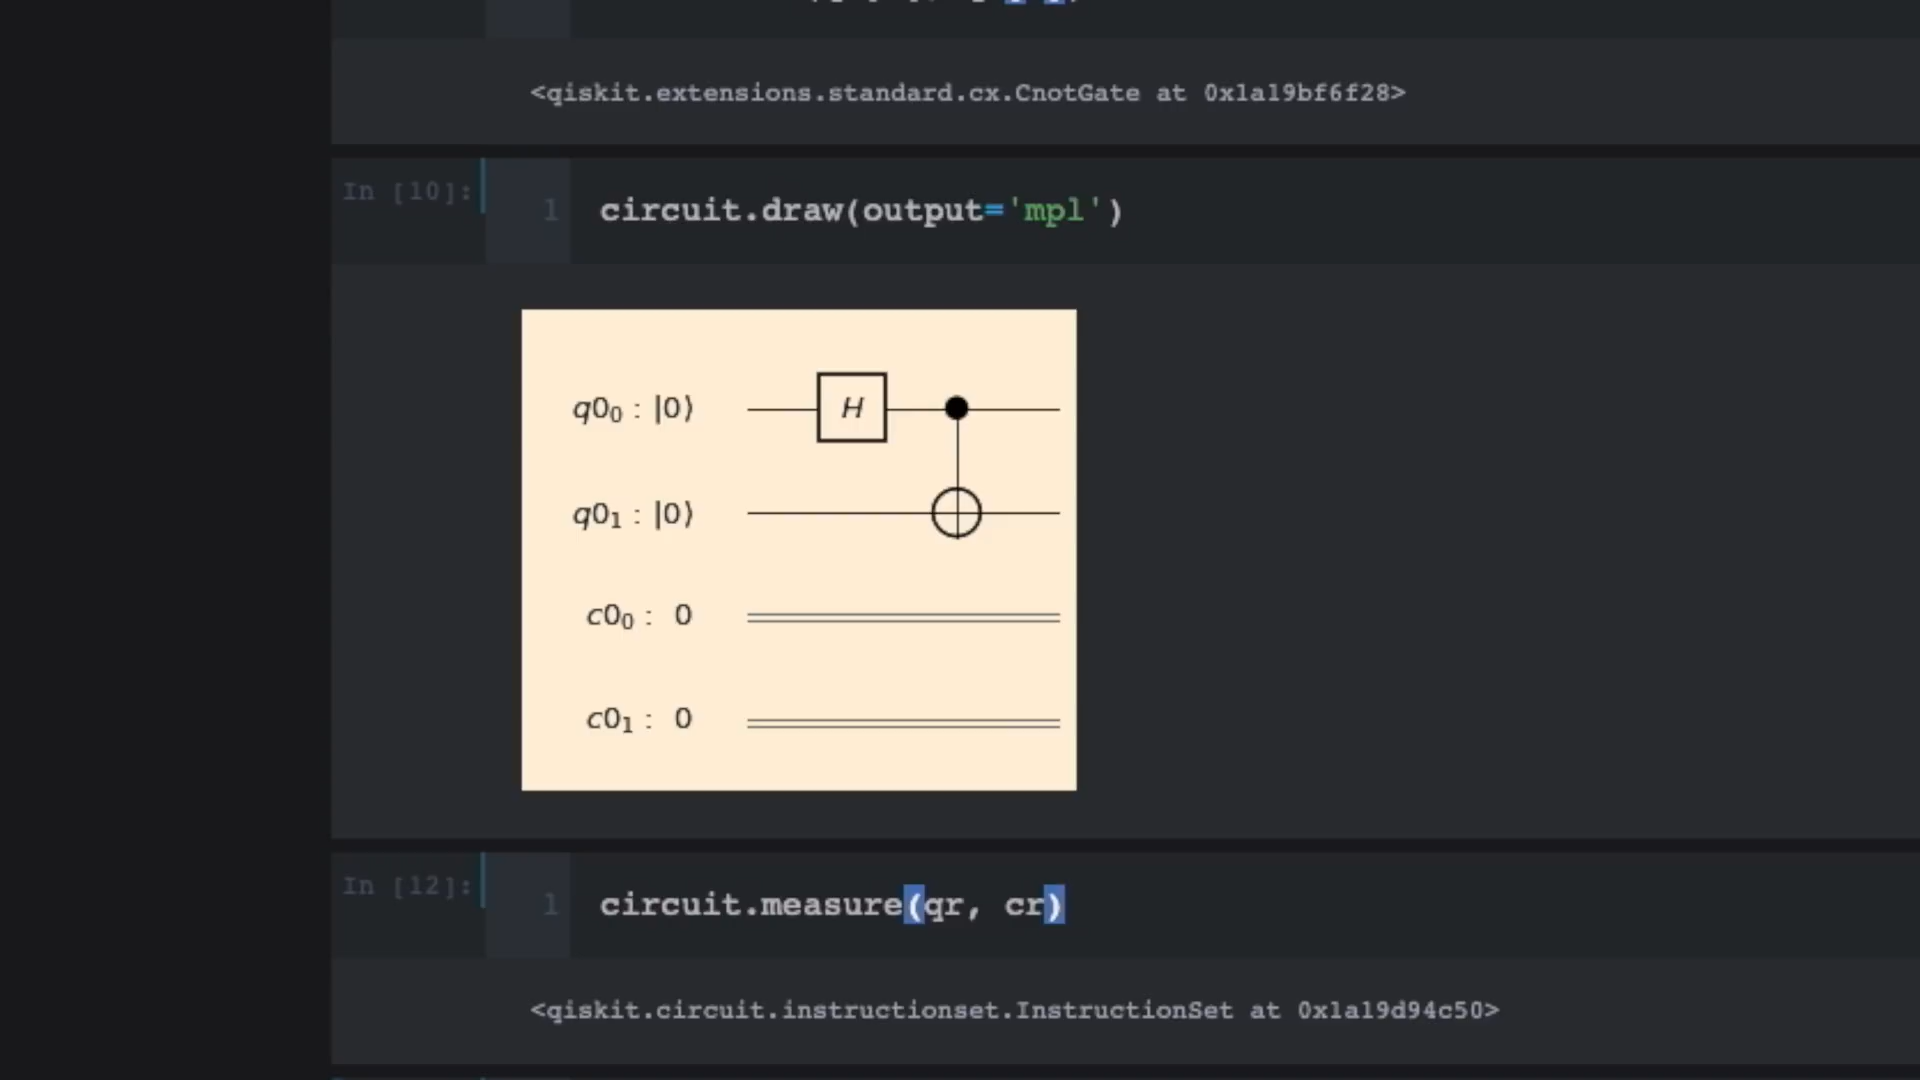 <qiskit.extensions.standard.cx.CnotGate at 0x1a19bf6f28>
In [10]:
1 circuit.draw(output='mpl')
q0₀ : |0⟩ H
q0₁ : |0⟩
c0₀ : 0
c0₁ : 0
In [12]:
1 circuit.measure(qr, cr)
<qiskit.circuit.instructionset.InstructionSet at 0x1a19d94c50>